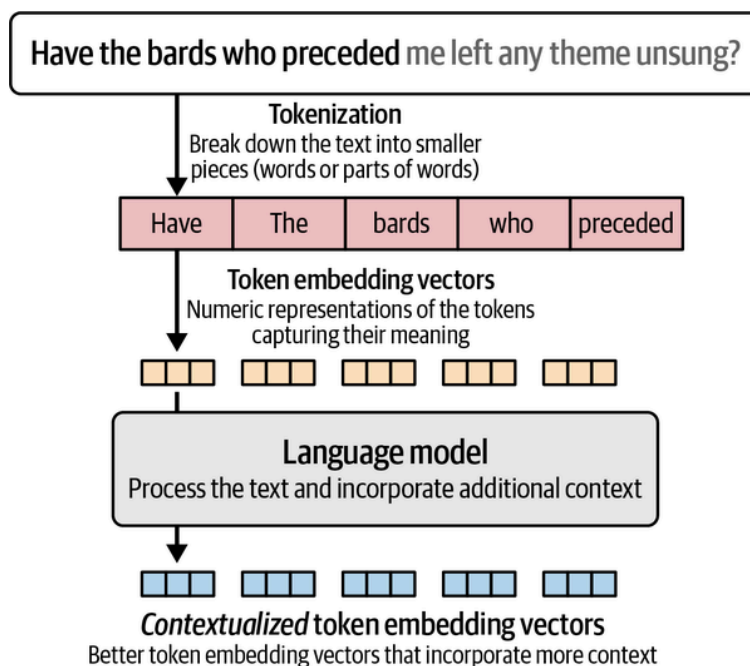 Have the bards who preceded me left any theme unsung?
Tokenization
Break down the text into smaller
pieces (words or parts of words)
Have The bards who preceded
Token embedding vectors
Numeric representations of the tokens
capturing their meaning
Language model
Process the text and incorporate additional context
Contextualized token embedding vectors
Better token embedding vectors that incorporate more context